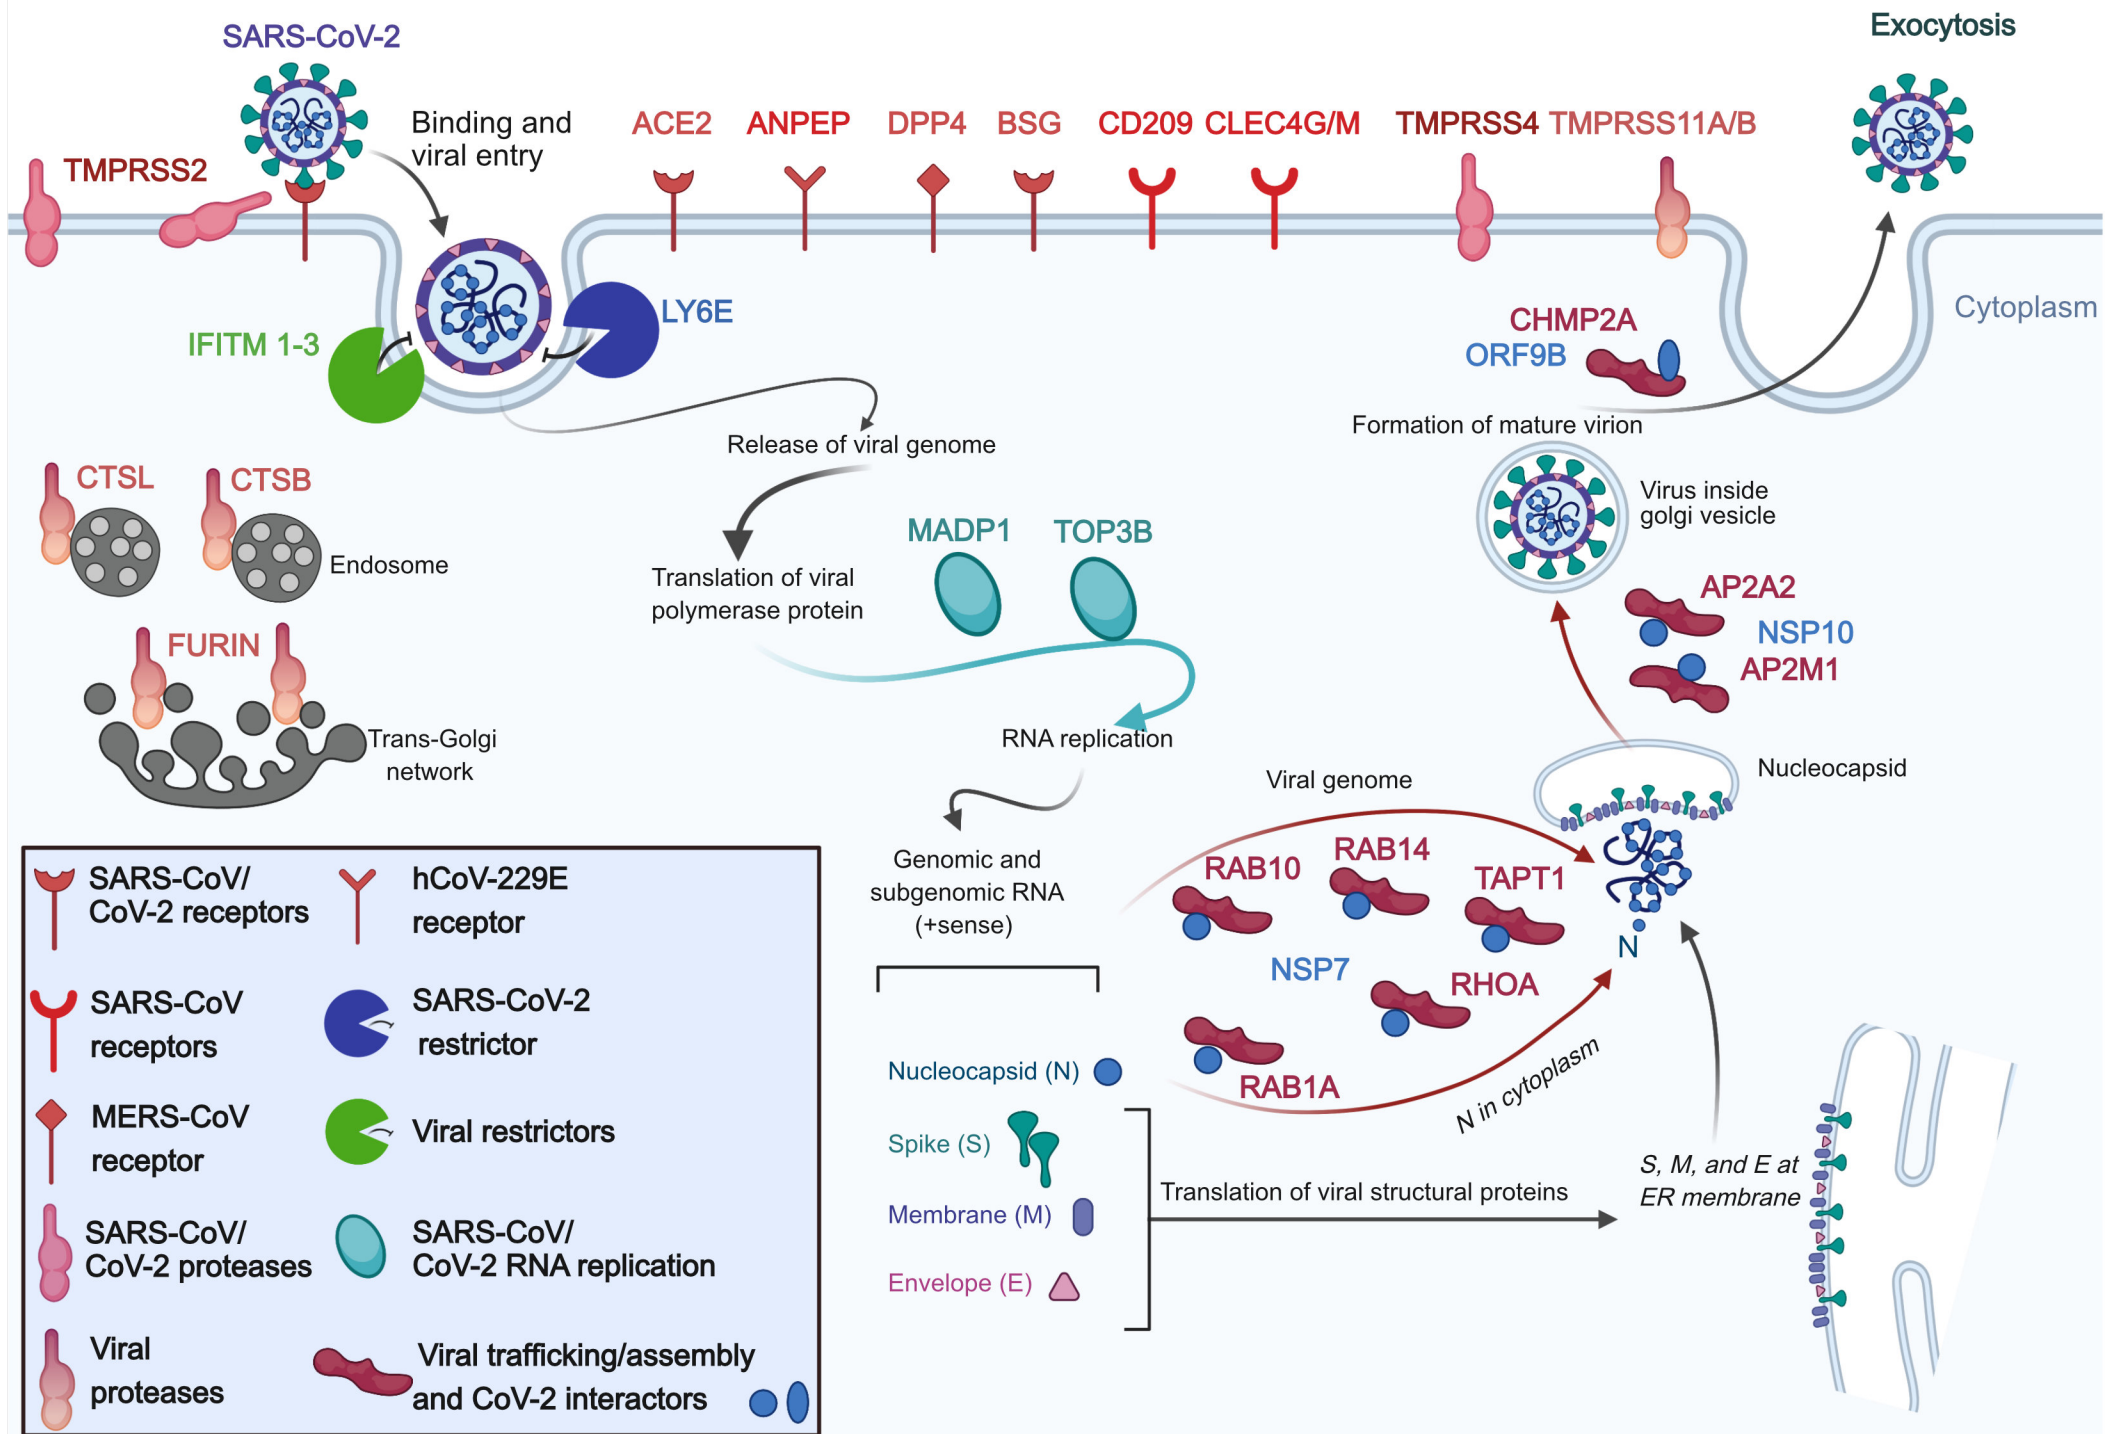 SARS-CoV-2
Exocytosis
Binding and
viral entry
ACE2
ANPEP
DPP4
BSG
CD209
CLEC4G/M
TMPRSS4
TMPRSS11A/B
TMPRSS2
IFITM 1-3
LY6E
CHMP2A
ORF9B
Cytoplasm
Formation of mature virion
Release of viral genome
CTSL
CTSB
Endosome
Virus inside
golgi vesicle
MADP1
TOP3B
Translation of viral
polymerase protein
AP2A2
NSP10
AP2M1
FURIN
Trans-Golgi
network
RNA replication
Viral genome
Nucleocapsid
Genomic and
subgenomic RNA
(+sense)
RAB10
RAB14
TAPT1
NSP7
RHOA
RAB1A
N
N in cytoplasm
Nucleocapsid (N)
Spike (S)
Membrane (M)
Envelope (E)
Translation of viral structural proteins
S, M, and E at
ER membrane
SARS-CoV/
CoV-2 receptors
hCoV-229E
receptor
SARS-CoV
receptors
SARS-CoV-2
restrictor
MERS-CoV
receptor
Viral restrictors
SARS-CoV/
CoV-2 proteases
SARS-CoV/
CoV-2 RNA replication
Viral
proteases
Viral trafficking/assembly
and CoV-2 interactors